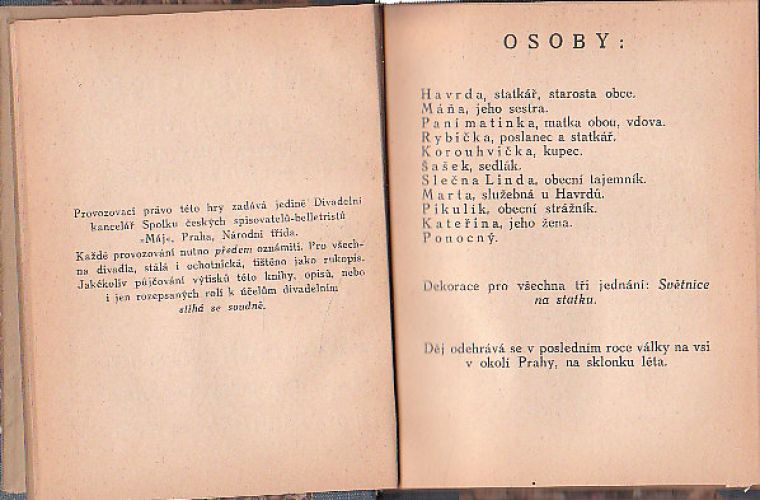 Provozovací právo této hry zadává jedině Divadelní
kancelář Spolku českých spisovatelů-belletristů
»Máj«, Praha, Národní třída.
Každé provozování nutno předem oznámiti. Pro všech-
na divadla, stálá i ochotnická, tištěno jako rukopis.
Jakékoliv půjčování výtisků této knihy, opisů, nebo
i jen rozepsaných rolí k účelům divadelním
stíhá se soudně.
OSOBY:
Havrda, statkář, starosta obce.
Máňa, jeho sestra.
Panímatinka, matka obou, vdova.
Rybička, poslanec a statkář.
Korouhvička, kupec.
Šašek, sedlák.
Slečna Linda, obecní tajemník.
Marta, služebná u Havrdů.
Pikulík, obecní strážník.
Kateřina, jeho žena.
Ponocný.
Dekorace pro všechna tři jednání: Světnice
na statku.
Děj odehrává se v posledním roce války na vsi
v okolí Prahy, na sklonku léta.